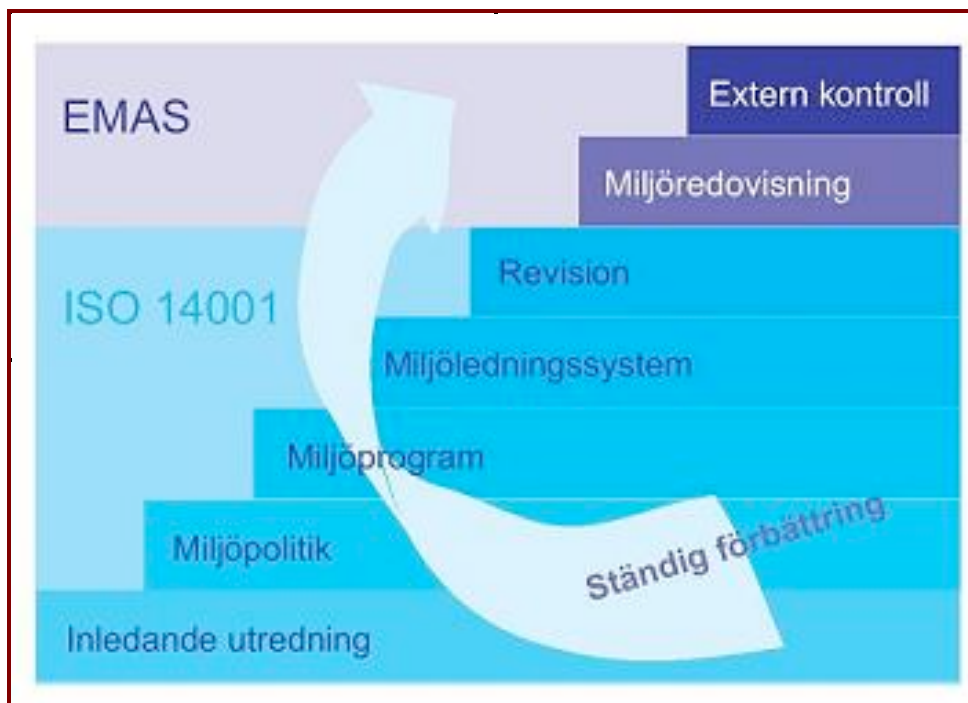 EMAS
Extern kontroll
Miljöredovisning
ISO 14001
Revision
Miljöledningssystem
Miljöprogram
Miljöpolitik
Ständig förbättring
Inledande utredning